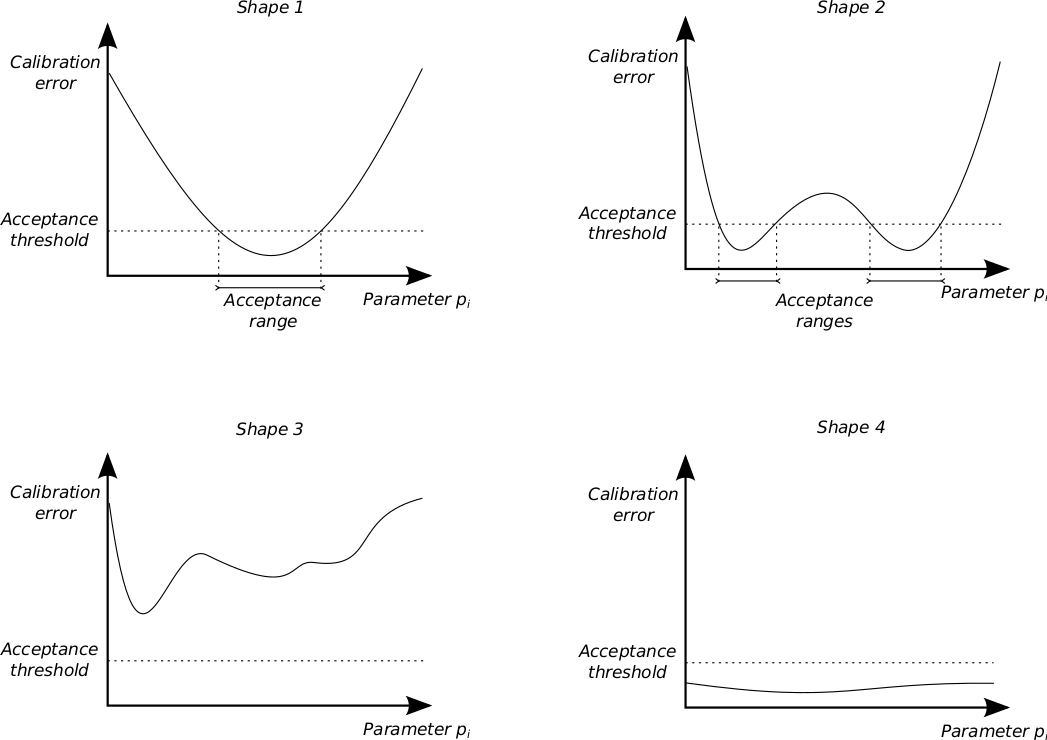 Shape 1
Calibration
error
Acceptance
threshold
Acceptance
range
Parameter pᵢ
Shape 2
Calibration
error
Acceptance
threshold
Acceptance
ranges
Parameter pᵢ
Shape 3
Calibration
error
Acceptance
threshold
Parameter pᵢ
Shape 4
Calibration
error
Acceptance
threshold
Parameter pᵢ